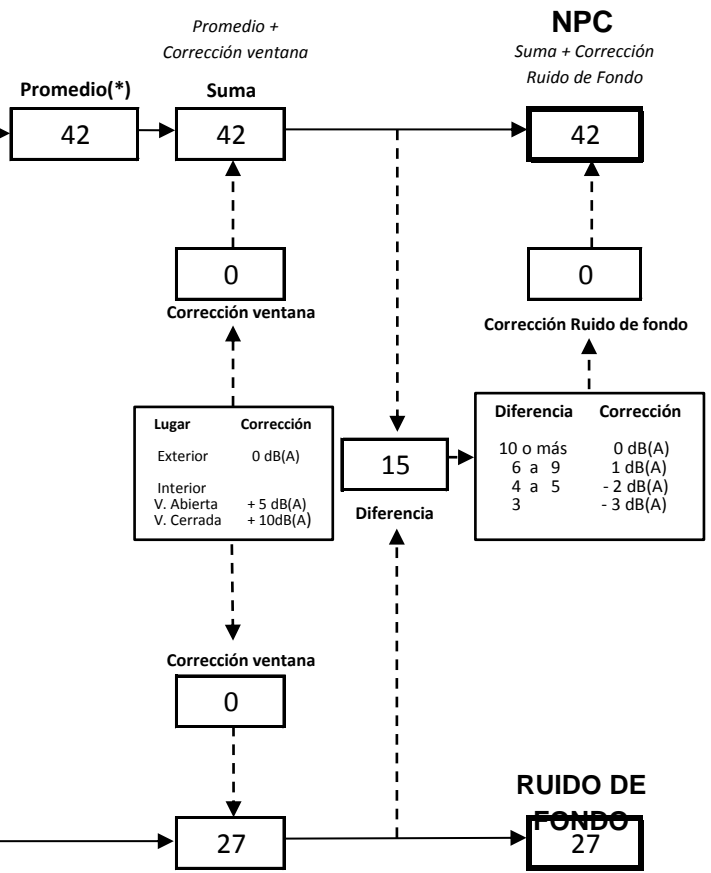 Promedio +
Corrección ventana
NPC
Suma + Corrección
Ruido de Fondo
Promedio(*)
Suma
42
42
42
0
0
Corrección ventana
Corrección Ruido de fondo
Lugar Corrección
Exterior 0 dB(A)
Interior
V. Abierta + 5 dB(A)
V. Cerrada + 10dB(A)
15
Diferencia
Diferencia Corrección
10 o más 0 dB(A)
6 a 9 1 dB(A)
4 a 5 - 2 dB(A)
3 - 3 dB(A)
Corrección ventana
0
RUIDO DE
FONDO
27
27